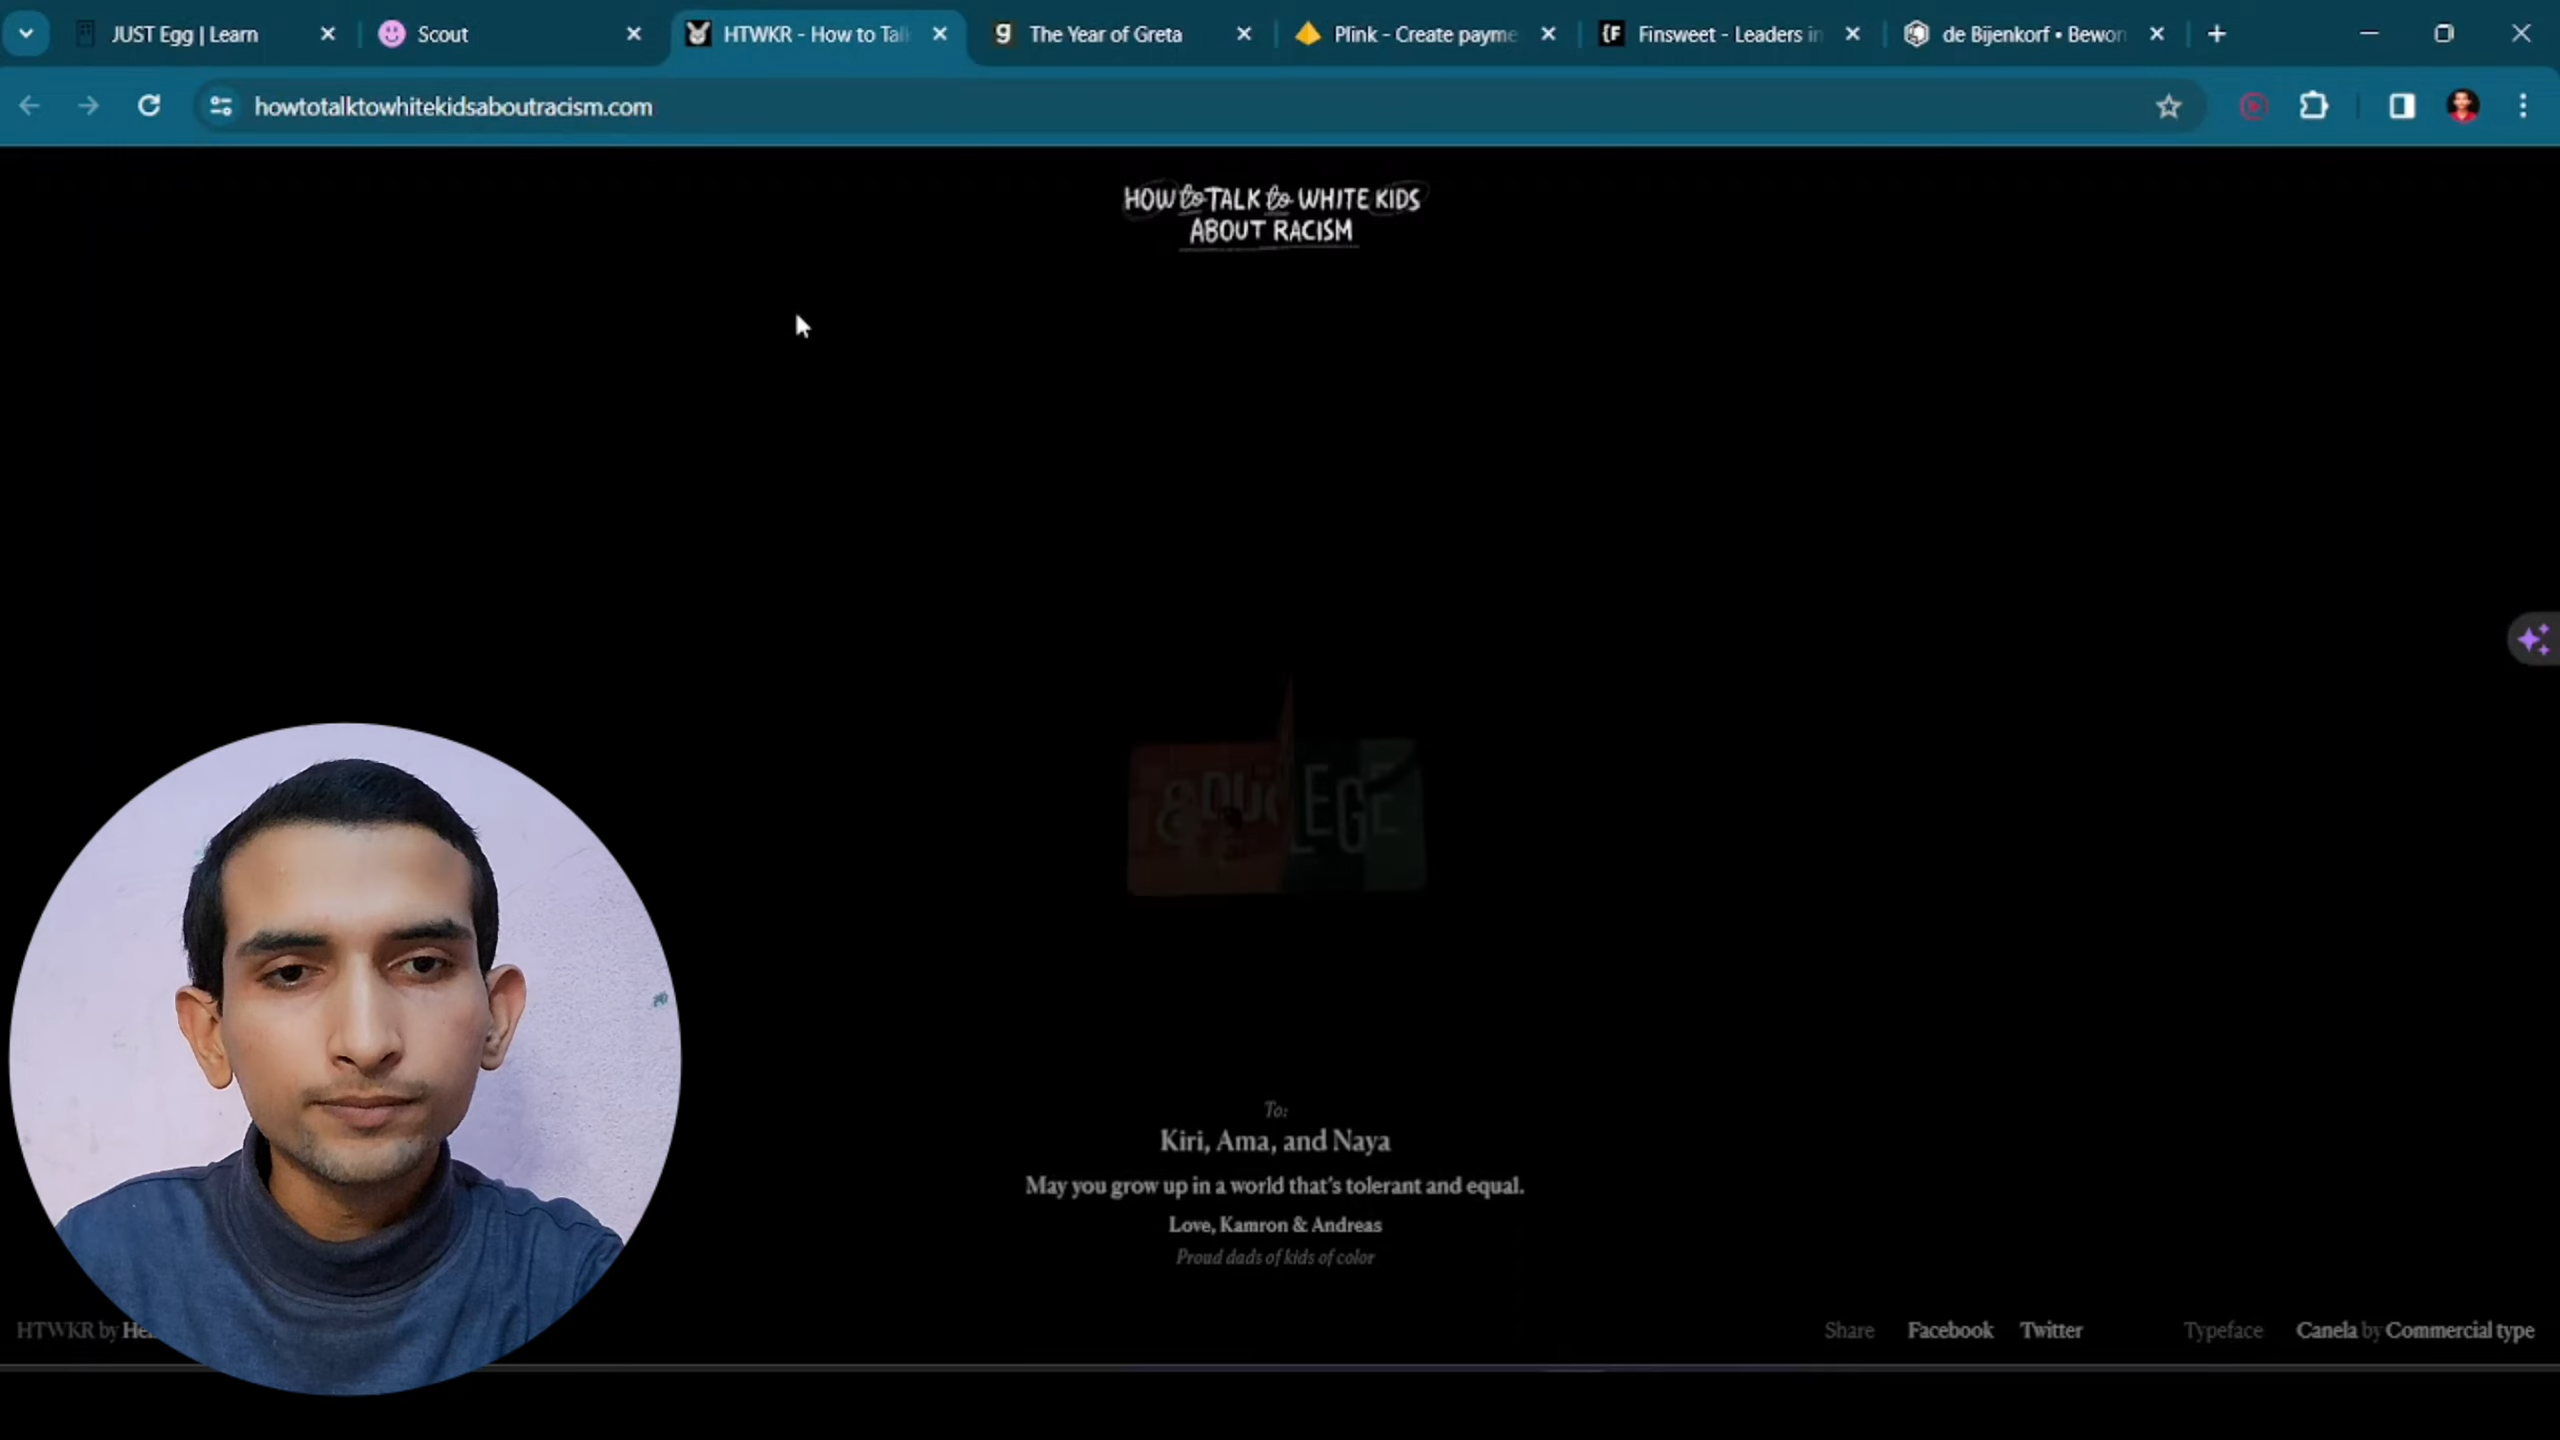 JUST Egg | Learn
Scout
HTWKR - How to Tal
The Year of Greta
Plink - Create payme
Finsweet - Leaders in
de Bijenkorf • Bewon
howtotalktowhitekidsaboutracism.com
HOW to TALK to WHITE KIDS
ABOUT RACISM
To:
Kiri, Ama, and Naya
May you grow up in a world that's tolerant and equal.
Love, Kamron & Andreas
Proud dads of kids of color
HTWKR by
Share Facebook Twitter Typeface Canela by Commercial type